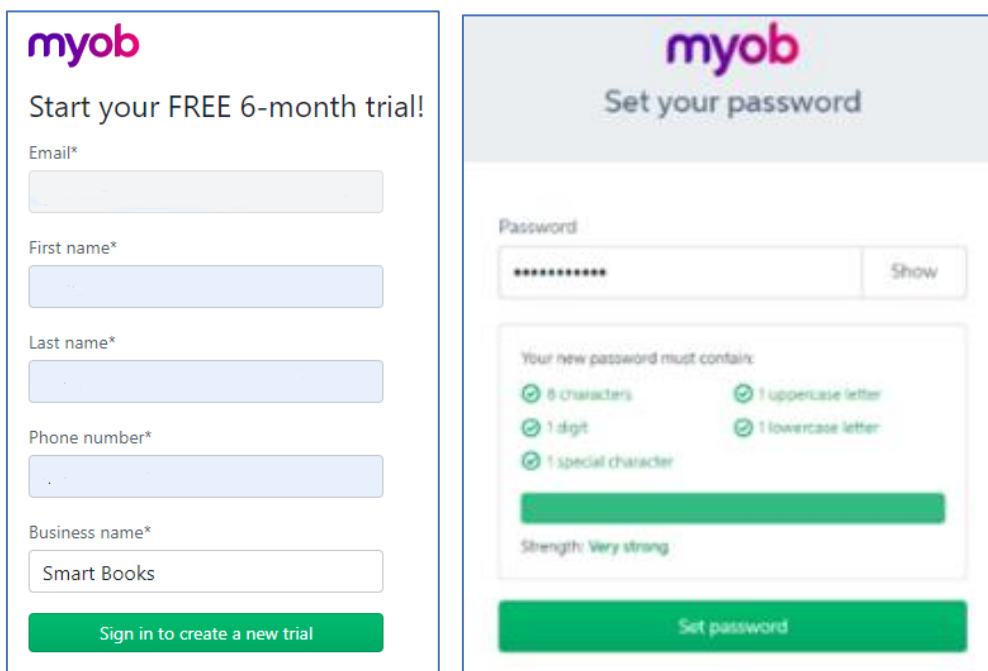 myob
Start your FREE 6-month trial!
Email*
First name*
Last name*
Phone number*
Business name*
Smart Books
Sign in to create a new trial
myob
Set your password
Password
•••••••••••
Show
Your new password must contain:
8 characters
1 uppercase letter
1 digit
1 lowercase letter
1 special character
Strength: Very strong
Set password